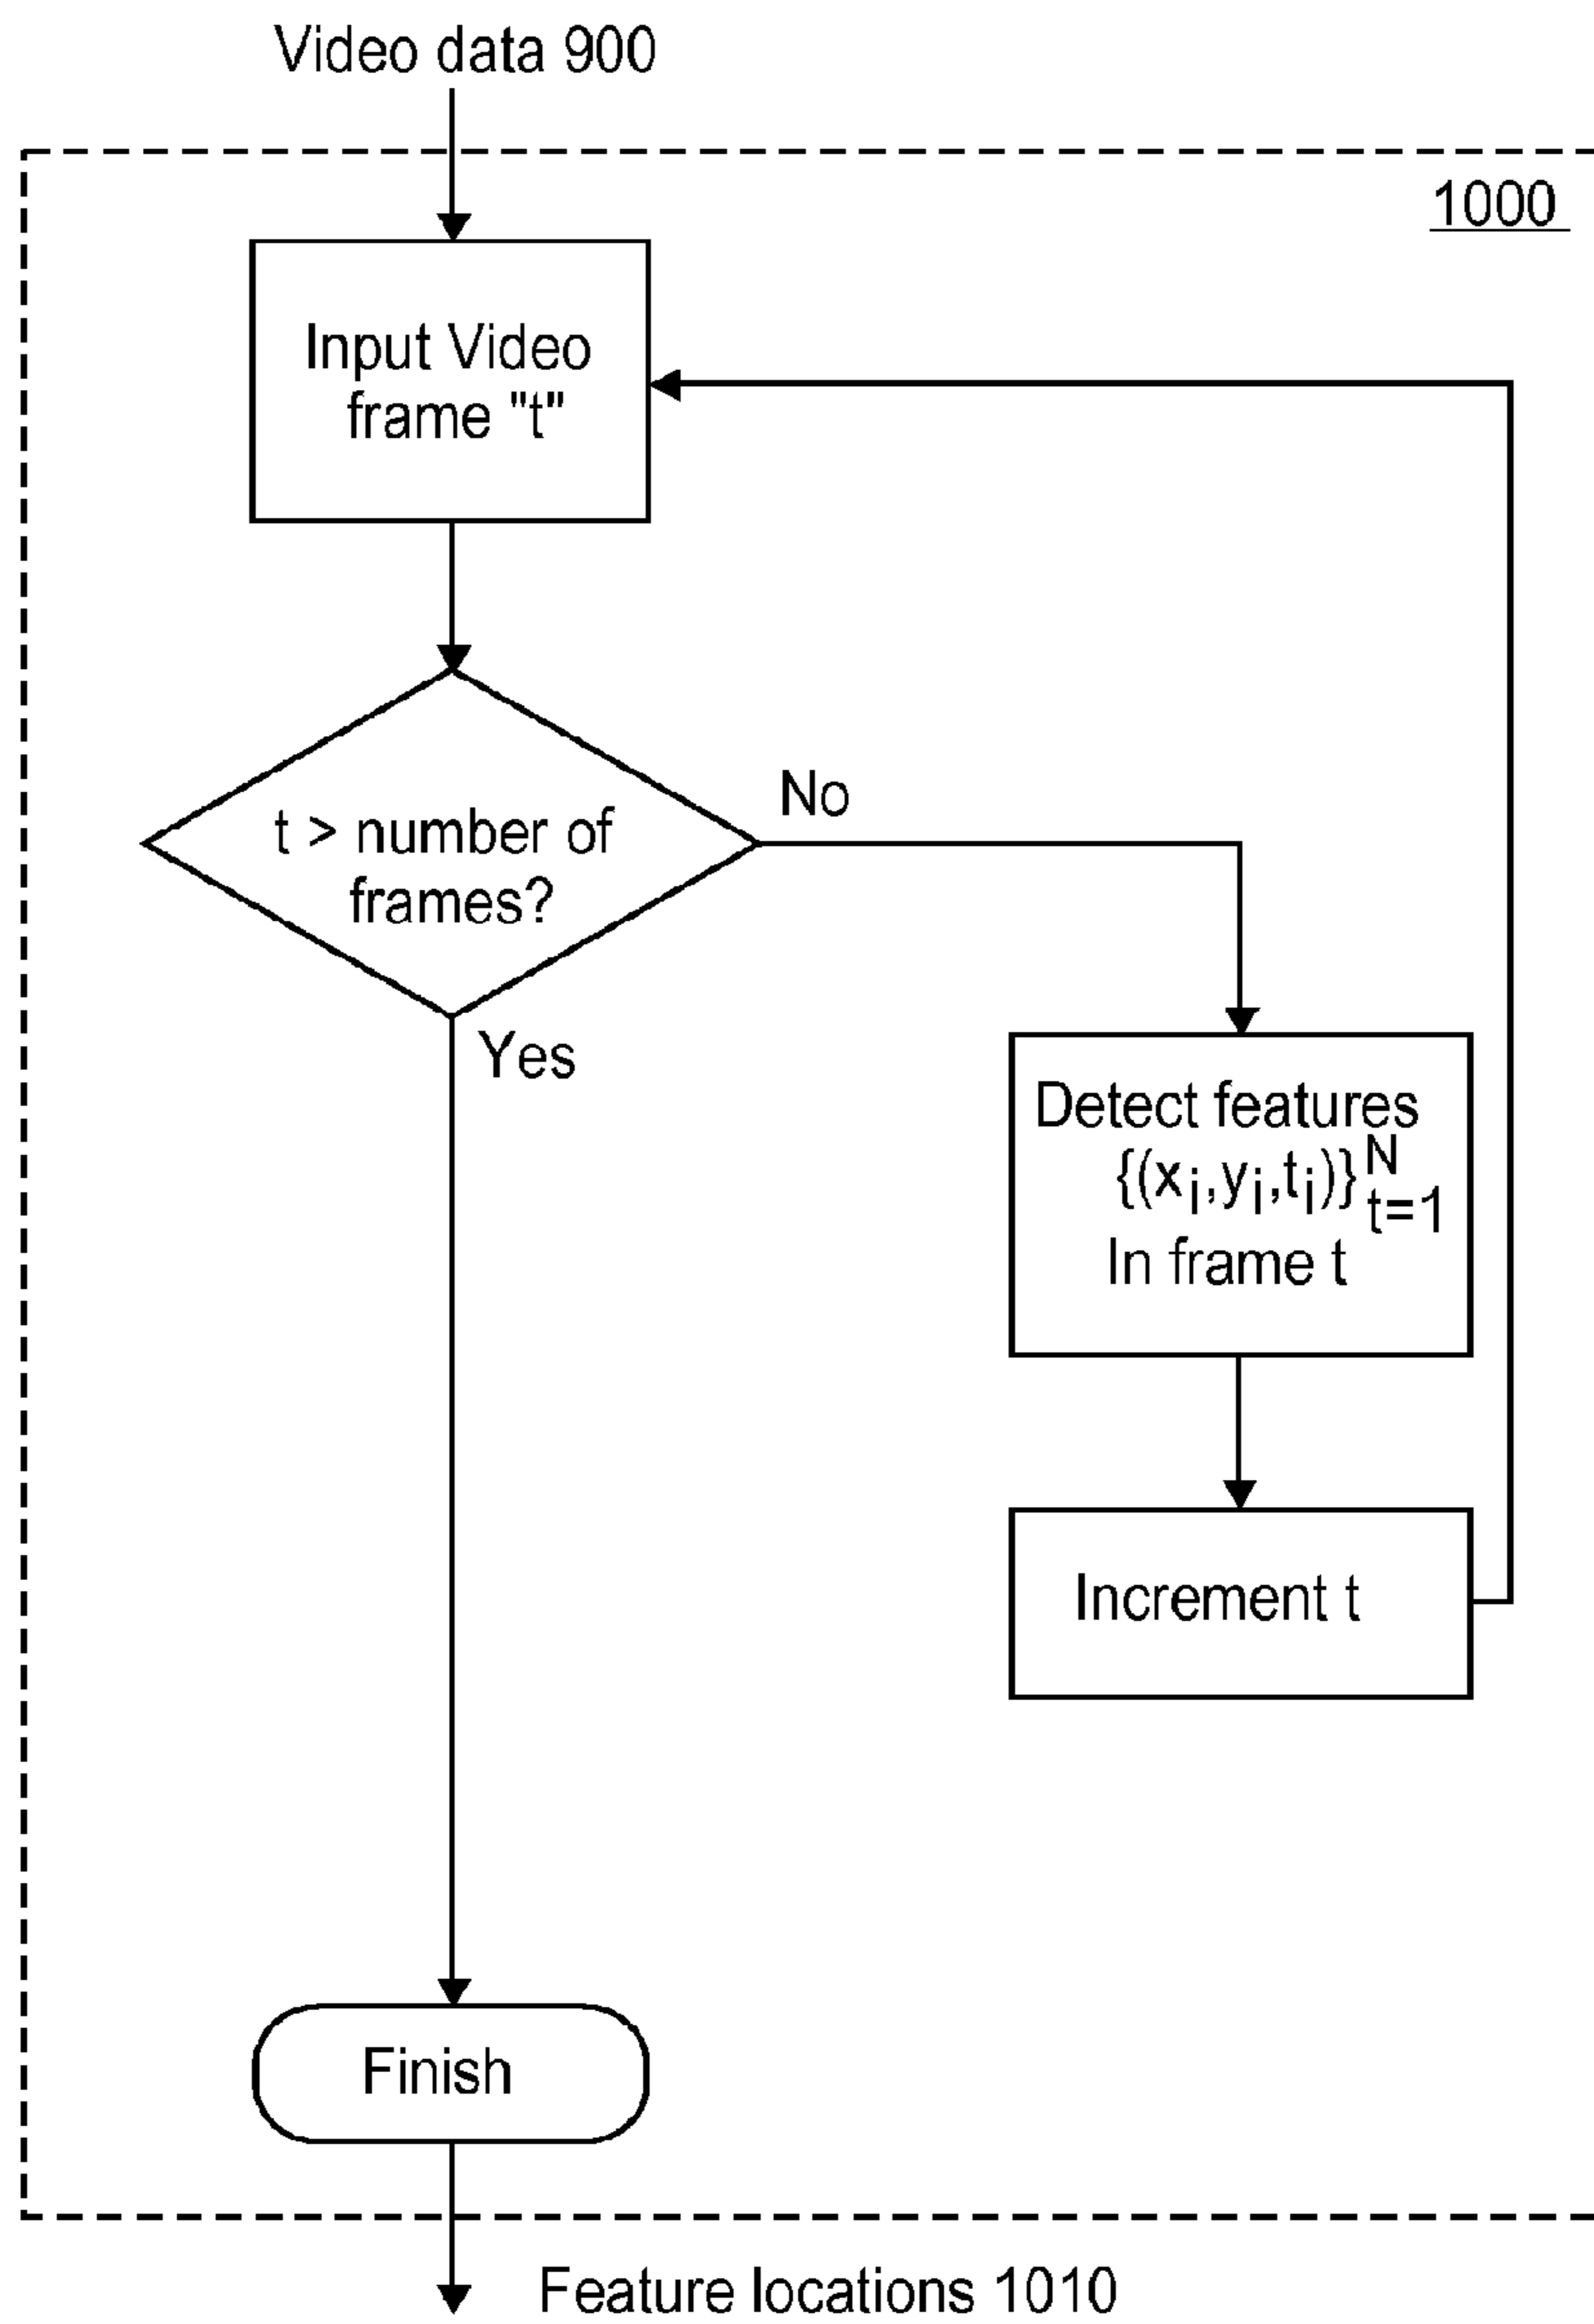 Video data 900
1000
Input Video
frame "t"
t > number of
frames?
No
Yes
Detect features
{(xi,yi,ti)}N t=1
In frame t
Increment t
Finish
Feature locations 1010